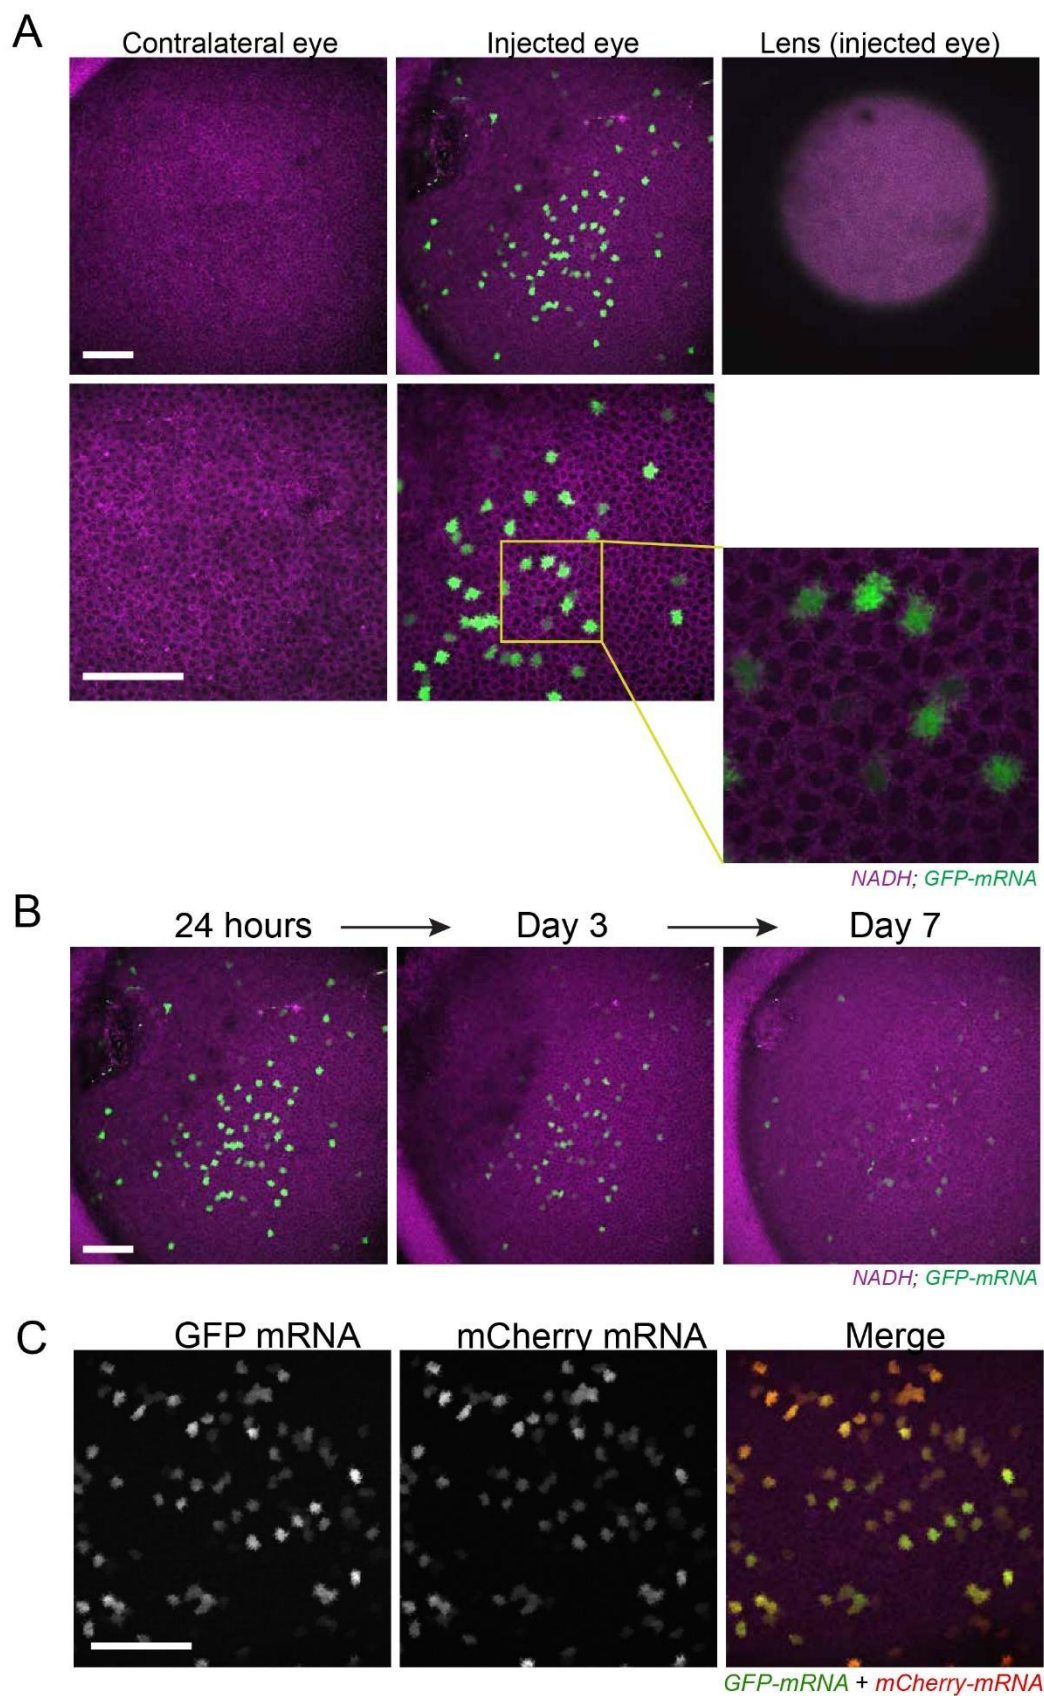 A
Contralateral eye
Injected eye
Lens (injected eye)
NADH; GFP-mRNA
B
24 hours
Day 3
Day 7
NADH; GFP-mRNA
C
GFP mRNA
mCherry mRNA
Merge
GFP-mRNA + mCherry-mRNA